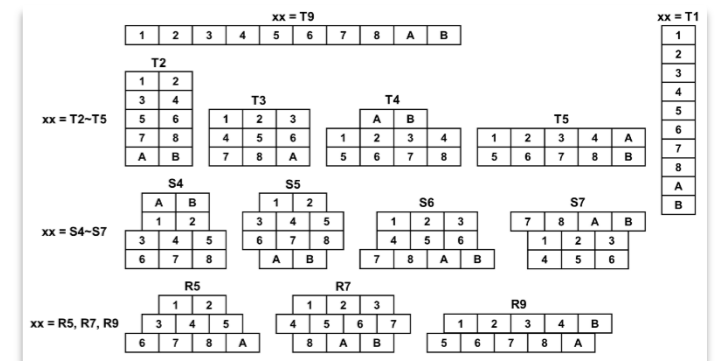 xx = T9
1 2 3 4 5 6 7 8 A B
xx = T1
1
2
3
4
5
6
7
8
A
B
xx = T2~T5
T2
1 2
3 4
5 6
7 8
A B
T3
1 2 3
4 5 6
7 8 A
T4
A B
1 2 3 4
5 6 7 8
T5
1 2 3 4 A
5 6 7 8 B
xx = S4~S7
S4
A B
1 2
3 4 5
6 7 8
S5
1 2
3 4 5
6 7 8
A B
S6
1 2 3
4 5 6
7 8 A B
S7
7 8 A B
1 2 3
4 5 6
xx = R5, R7, R9
R5
1 2
3 4 5
6 7 8 A
R7
1 2 3
4 5 6 7
8 A B
R9
1 2 3 4 B
5 6 7 8 A